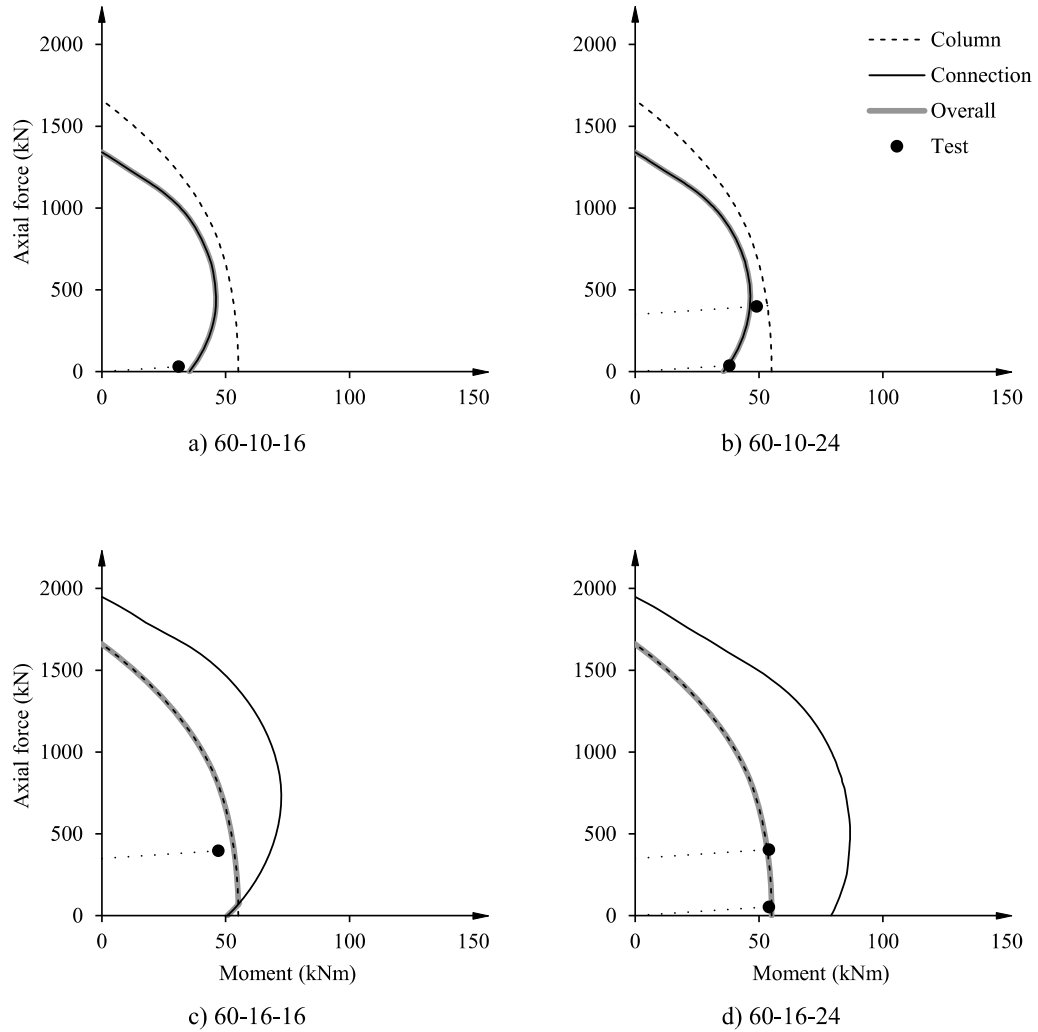 2000
1500
1000
500
0
Axial force (kN)
0 50 100 150
a) 60-10-16
2000
1500
1000
500
0
0 50 100 150
b) 60-10-24
Column
Connection
Overall
Test
2000
1500
1000
500
0
Axial force (kN)
0 50 100 150
Moment (kNm)
c) 60-16-16
2000
1500
1000
500
0
0 50 100 150
Moment (kNm)
d) 60-16-24